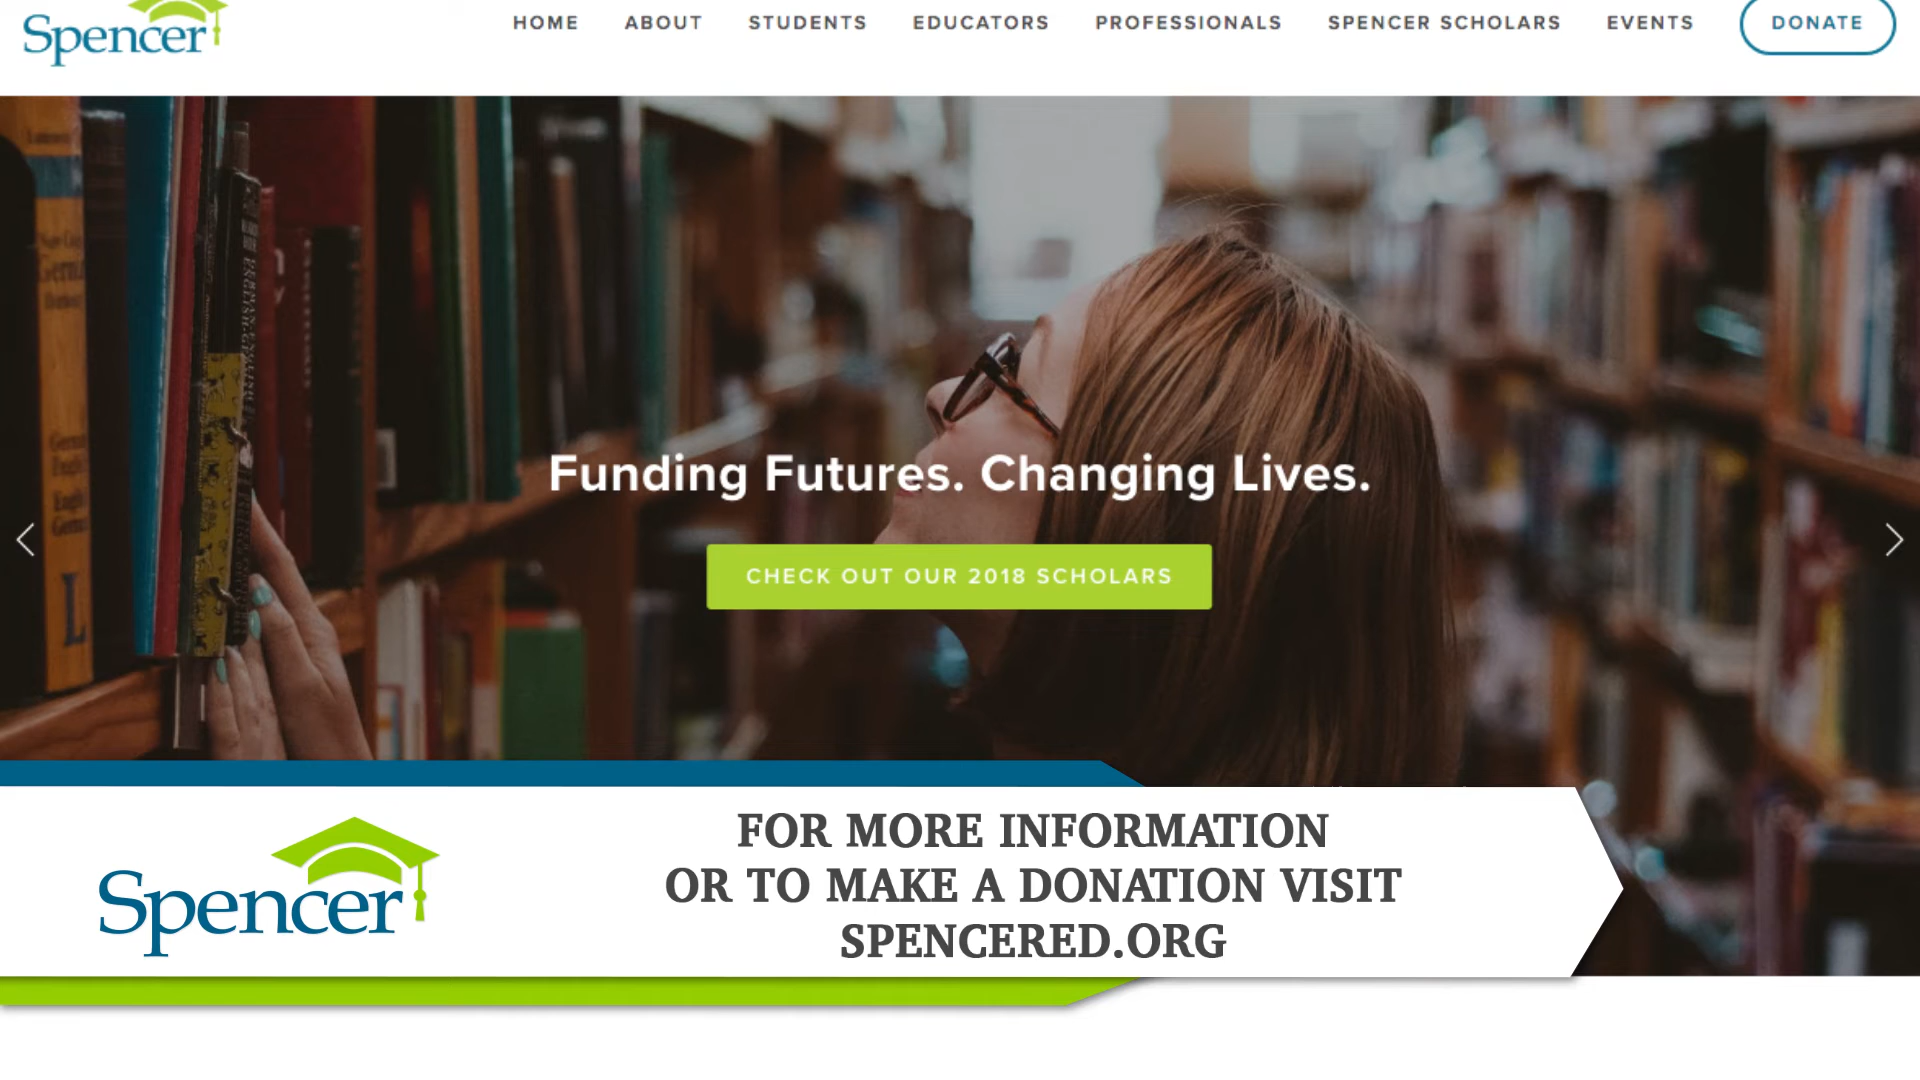 Spencer
HOME ABOUT STUDENTS EDUCATORS PROFESSIONALS SPENCER SCHOLARS EVENTS DONATE
Funding Futures. Changing Lives.
CHECK OUT OUR 2018 SCHOLARS
L
Spencer
FOR MORE INFORMATION
OR TO MAKE A DONATION VISIT
SPENCERED.ORG